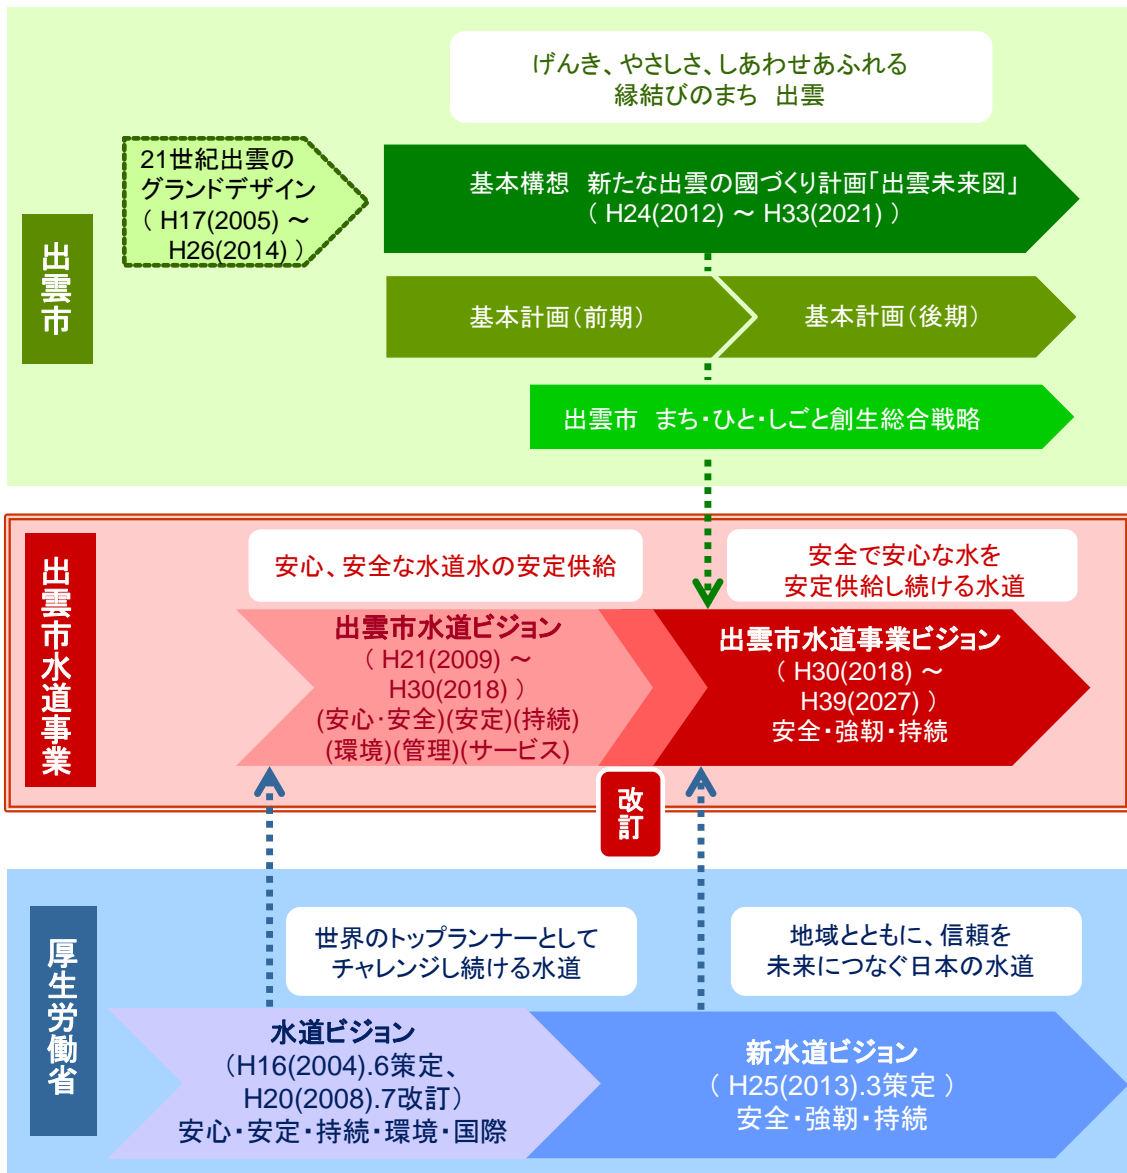 げんき、やさしさ、しあわせあふれる
縁結びのまち　出雲
21世紀出雲の
グランドデザイン
（ H17(2005) ～
H26(2014) ）
基本構想　新たな出雲の國づくり計画「出雲未来図」
（ H24(2012) ～ H33(2021) ）
出雲市
基本計画（前期）
基本計画（後期）
出雲市　まち・ひと・しごと創生総合戦略
出雲市水道事業
安心、安全な水道水の安定供給
安全で安心な水を
安定供給し続ける水道
出雲市水道ビジョン
（ H21(2009) ～
H30(2018) ）
(安心・安全)(安定)(持続)
(環境)(管理)(サービス)
出雲市水道事業ビジョン
（ H30(2018) ～
H39(2027) ）
安全・強靭・持続
改訂
厚生労働省
世界のトップランナーとして
チャレンジし続ける水道
地域とともに、信頼を
未来につなぐ日本の水道
水道ビジョン
（H16(2004).6策定、
H20(2008).7改訂）
安心・安定・持続・環境・国際
新水道ビジョン
（ H25(2013).3策定 ）
安全・強靭・持続